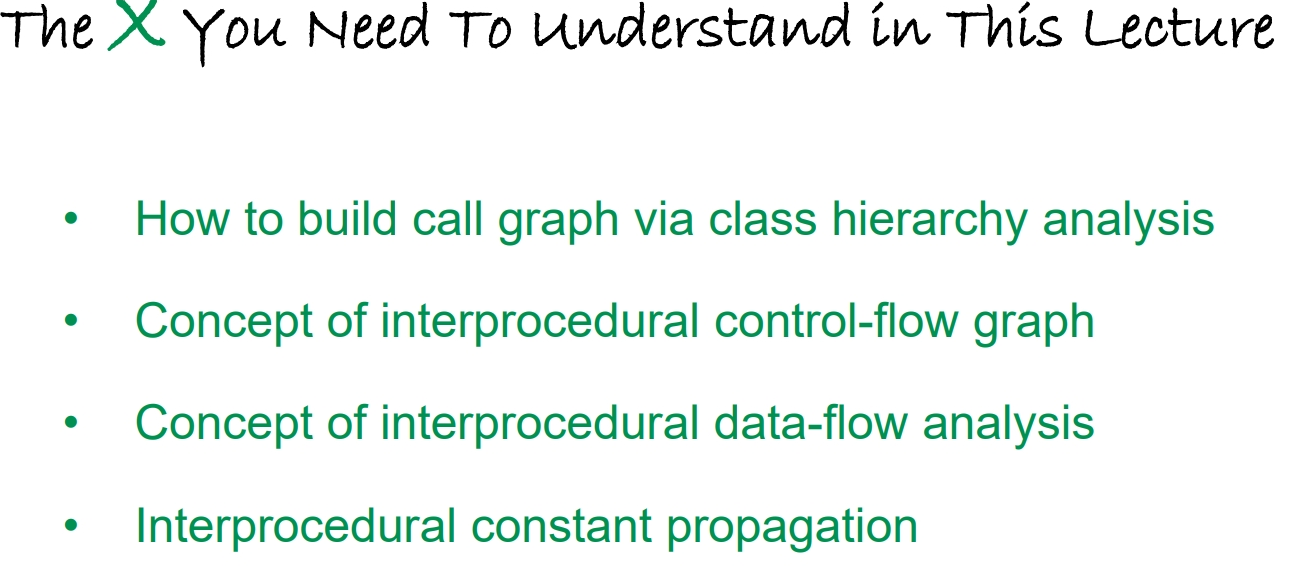 The X You Need To Understand in This Lecture
• How to build call graph via class hierarchy analysis
• Concept of interprocedural control-flow graph
• Concept of interprocedural data-flow analysis
• Interprocedural constant propagation